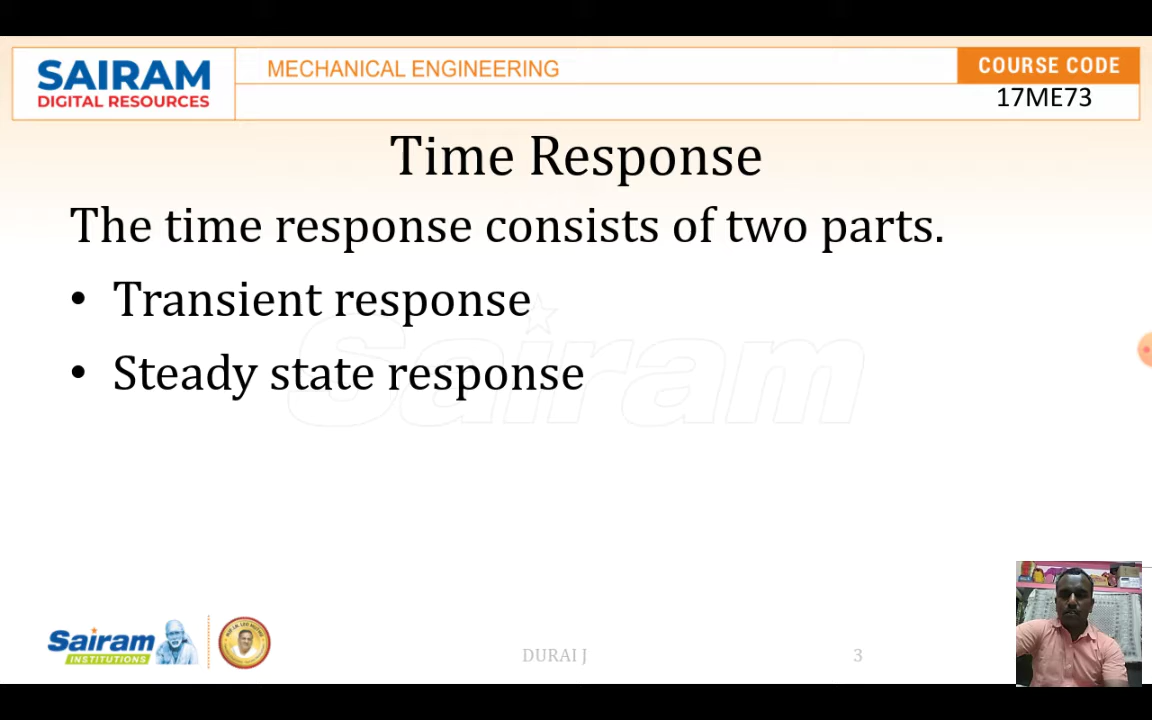 SAIRAM
DIGITAL RESOURCES
MECHANICAL ENGINEERING
COURSE CODE
17ME73
Time Response
The time response consists of two parts.
• Transient response
• Steady state response
Sairam
Sairam
INSTITUTIONS
DURAI J
3